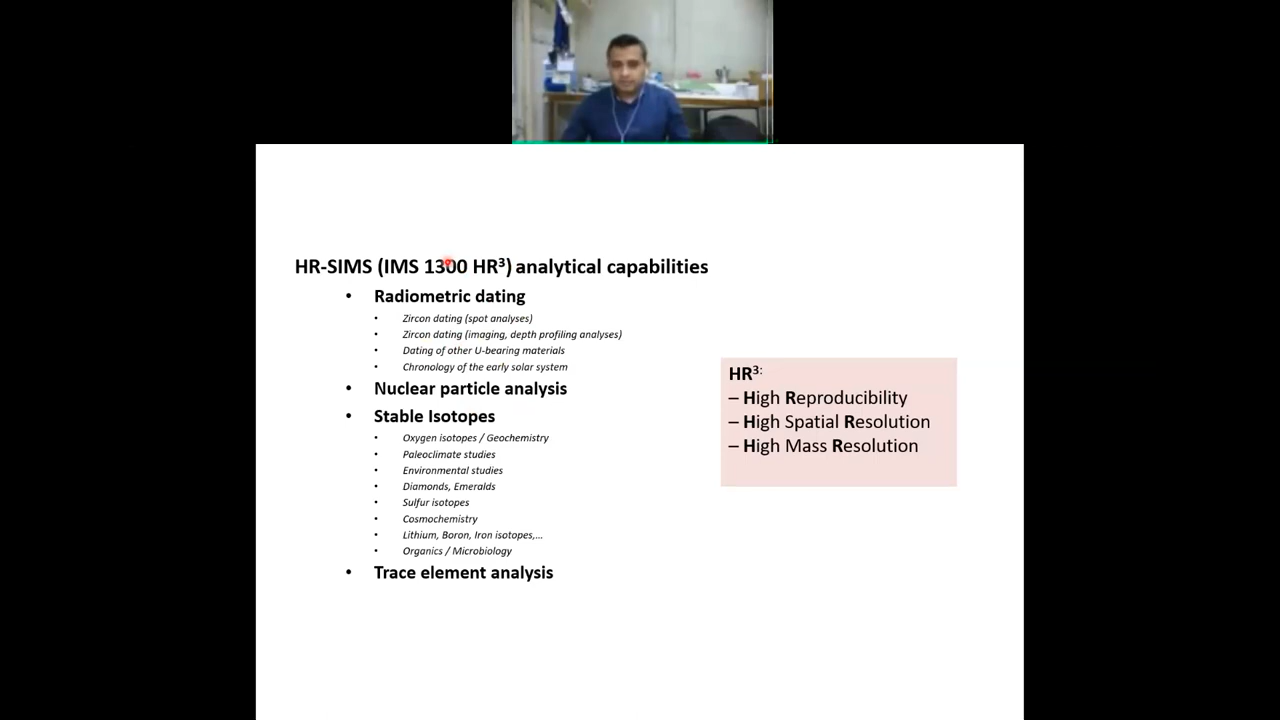 HR-SIMS (IMS 1300 HR³) analytical capabilities
• Radiometric dating
• Zircon dating (spot analyses)
• Zircon dating (imaging, depth profiling analyses)
• Dating of other U-bearing materials
• Chronology of the early solar system
• Nuclear particle analysis
• Stable Isotopes
• Oxygen isotopes / Geochemistry
• Paleoclimate studies
• Environmental studies
• Diamonds, Emeralds
• Sulfur isotopes
• Cosmochemistry
• Lithium, Boron, Iron isotopes,...
• Organics / Microbiology
• Trace element analysis
HR³:
– High Reproducibility
– High Spatial Resolution
– High Mass Resolution